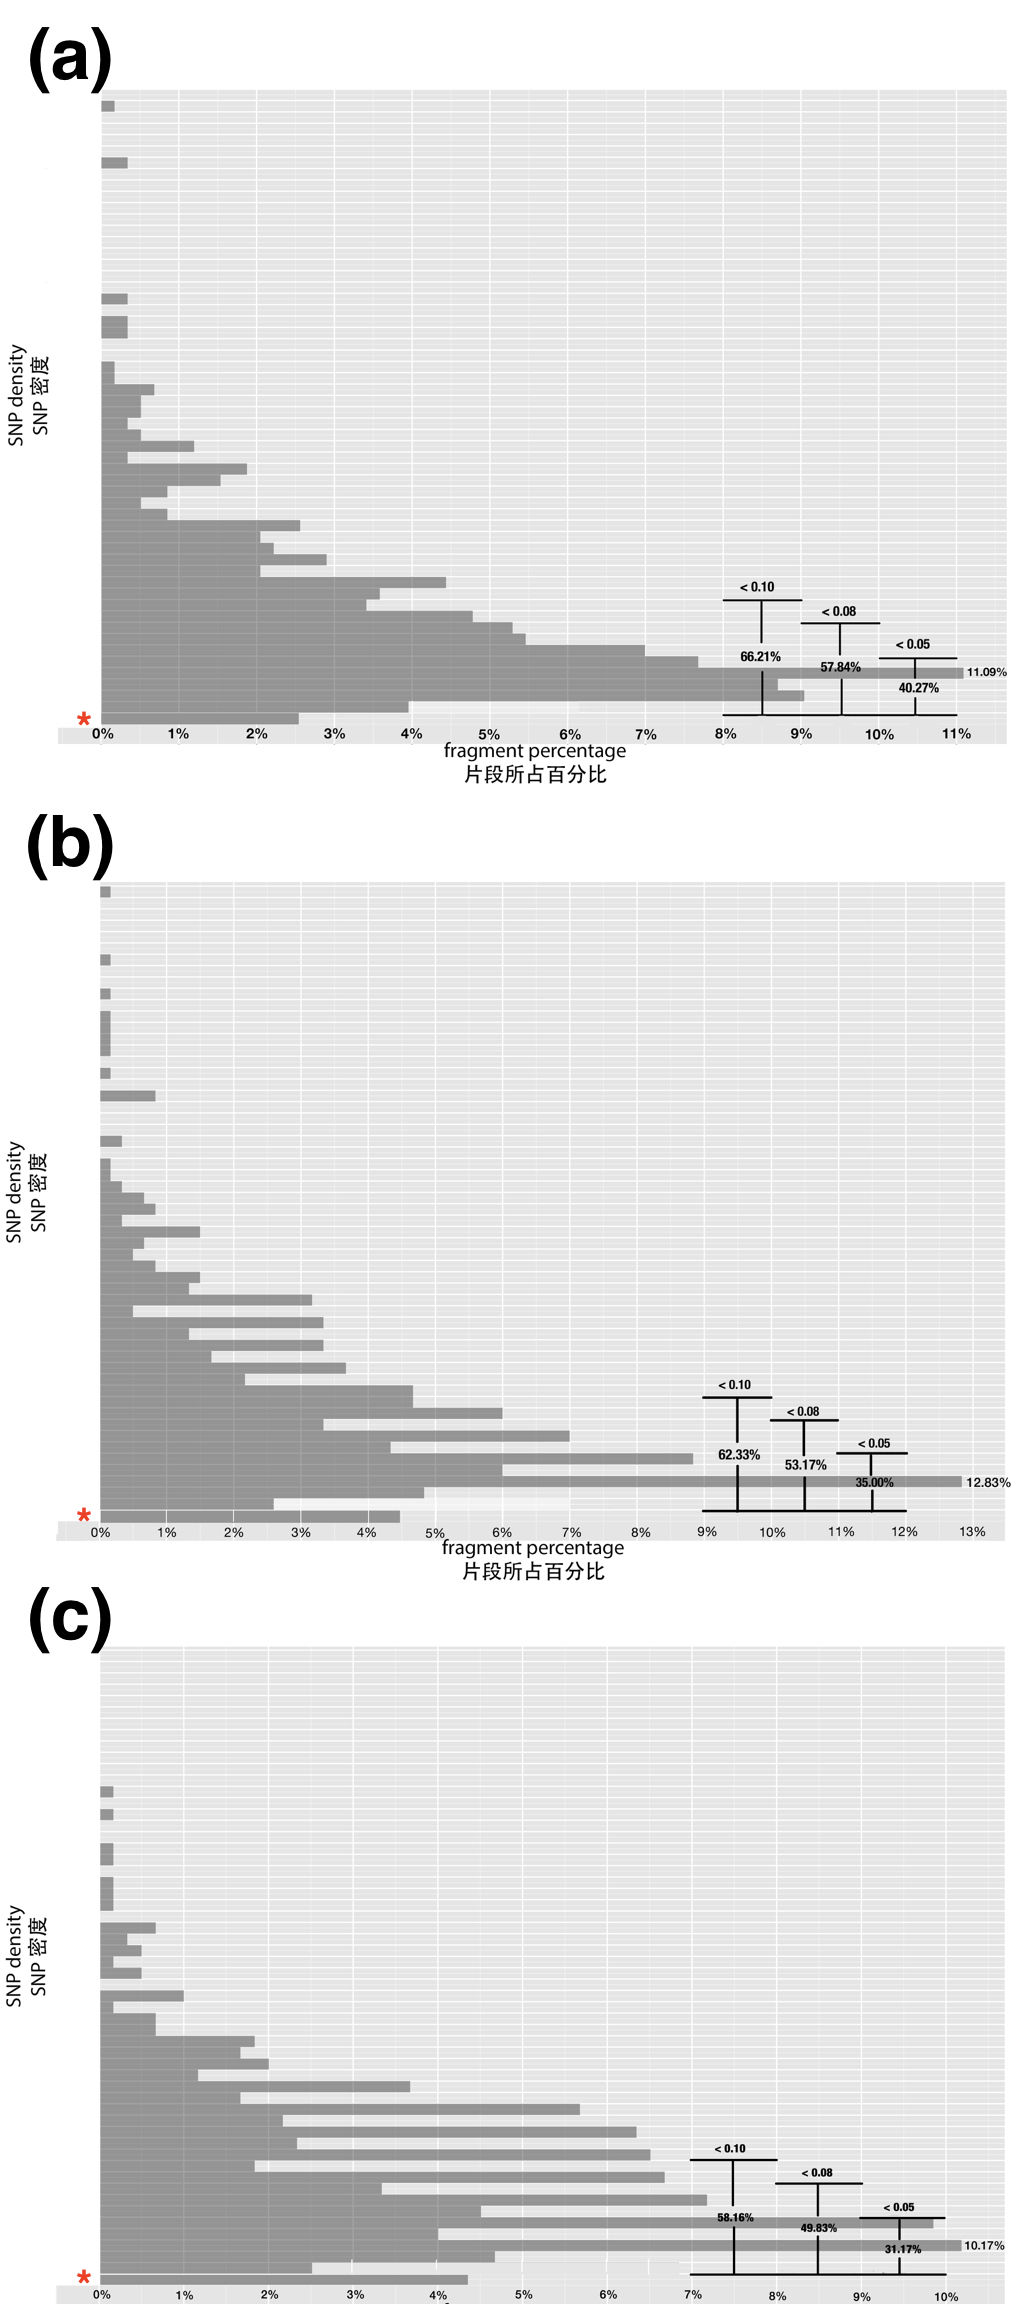 (a)
SNP density
SNP 密度
< 0.10
< 0.08
< 0.05
66.21%
57.84%
11.09%
40.27%
*
0% 1% 2% 3% 4% 5% 6% 7% 8% 9% 10% 11%
fragment percentage
片段所占百分比
(b)
SNP density
SNP 密度
< 0.10
< 0.08
< 0.05
62.33%
53.17%
35.00%
12.83%
*
0% 1% 2% 3% 4% 5% 6% 7% 8% 9% 10% 11% 12% 13%
fragment percentage
片段所占百分比
(c)
SNP density
SNP 密度
< 0.10
< 0.08
< 0.05
58.16%
49.83%
10.17%
31.17%
*
0% 1% 2% 3% 4% 5% 6% 7% 8% 9% 10%